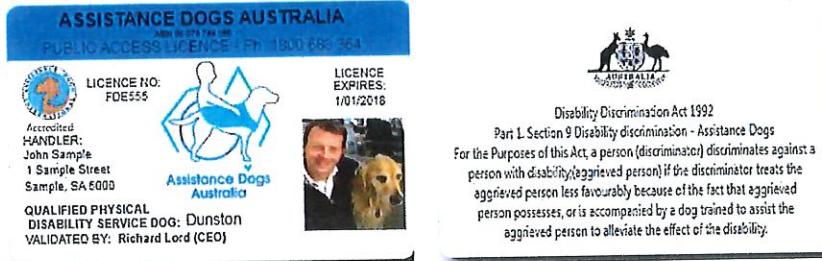 ASSISTANCE DOGS AUSTRALIA
PUBLIC ACCESS LICENCE - Ph: 1800 688 364
LICENCE NO:
FDE555
LICENCE
EXPIRES:
1/01/2018
Accredited
HANDLER:
John Sample
1 Sample Street
Sample, SA 5000
Assistance Dogs
Australia
QUALIFIED PHYSICAL
DISABILITY SERVICE DOG: Dunston
VALIDATED BY: Richard Lord (CEO)
AUSTRALIA
Disability Discrimination Act 1992
Part 1. Section 9 Disability discrimination - Assistance Dogs
For the Purposes of this Act, a person (discriminator) discriminates against a
person with disability,(aggrieved person) if the discriminator treats the
aggrieved person less favourably because of the fact that aggrieved
person possesses, or is accompanied by a dog trained to assist the
aggrieved person to alleviate the effect of the disability.